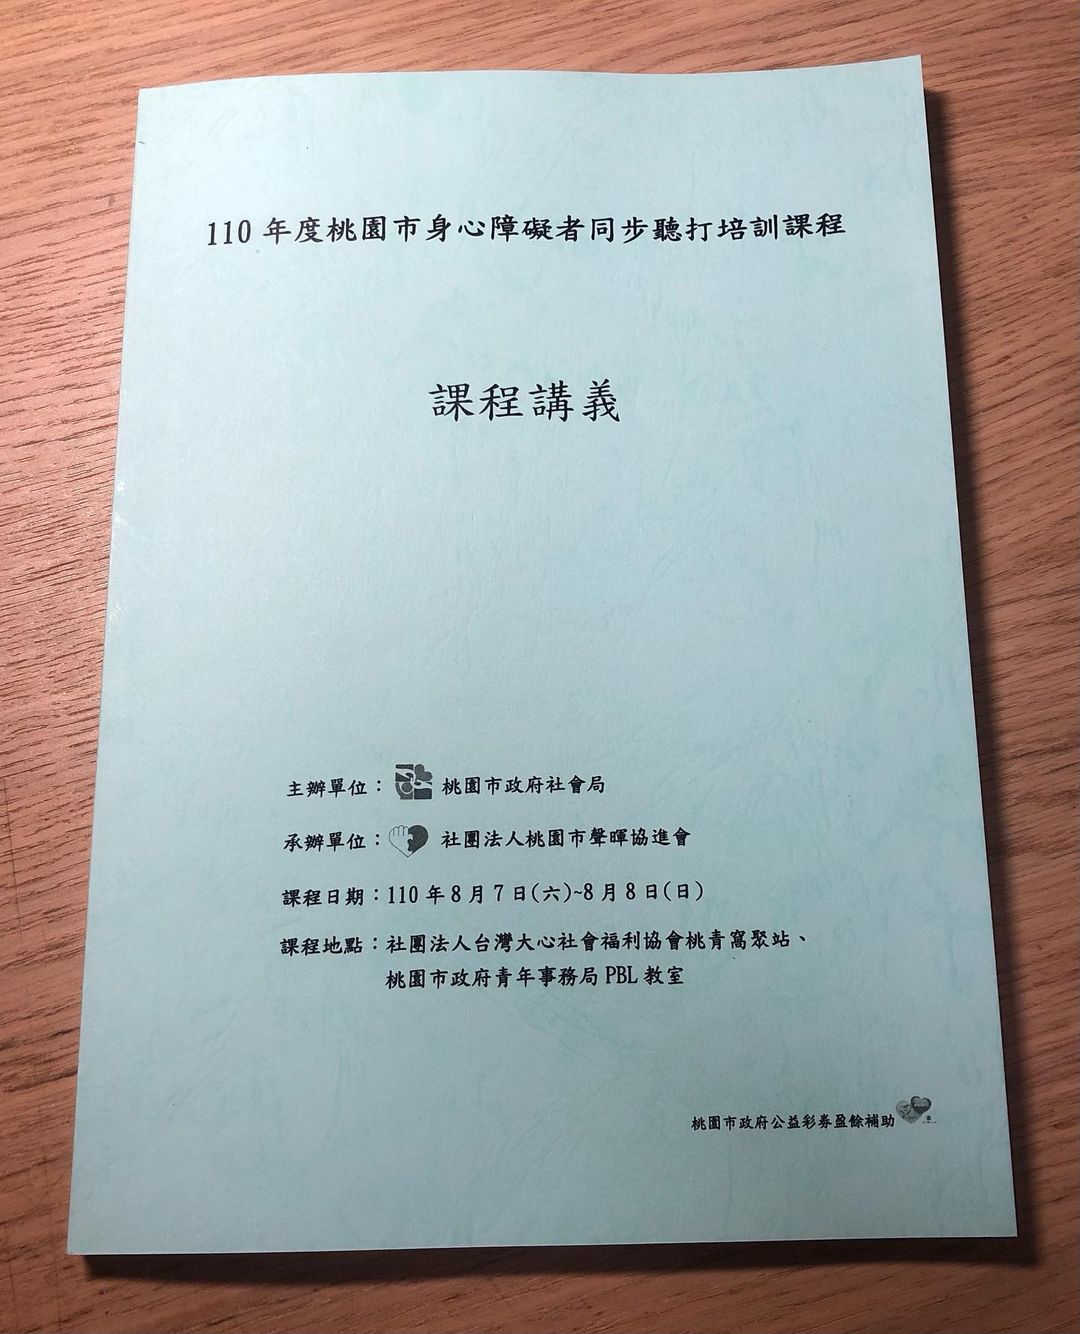 110 年度桃園市身心障礙者同步聽打培訓課程
課程講義
主辦單位：桃園市政府社會局
承辦單位：社團法人桃園市聲暉協進會
課程日期：110 年 8 月 7 日(六)~8 月 8 日(日)
課程地點：社團法人台灣大心社會福利協會桃青窩聚站、
桃園市政府青年事務局 PBL 教室
桃園市政府公益彩券盈餘補助